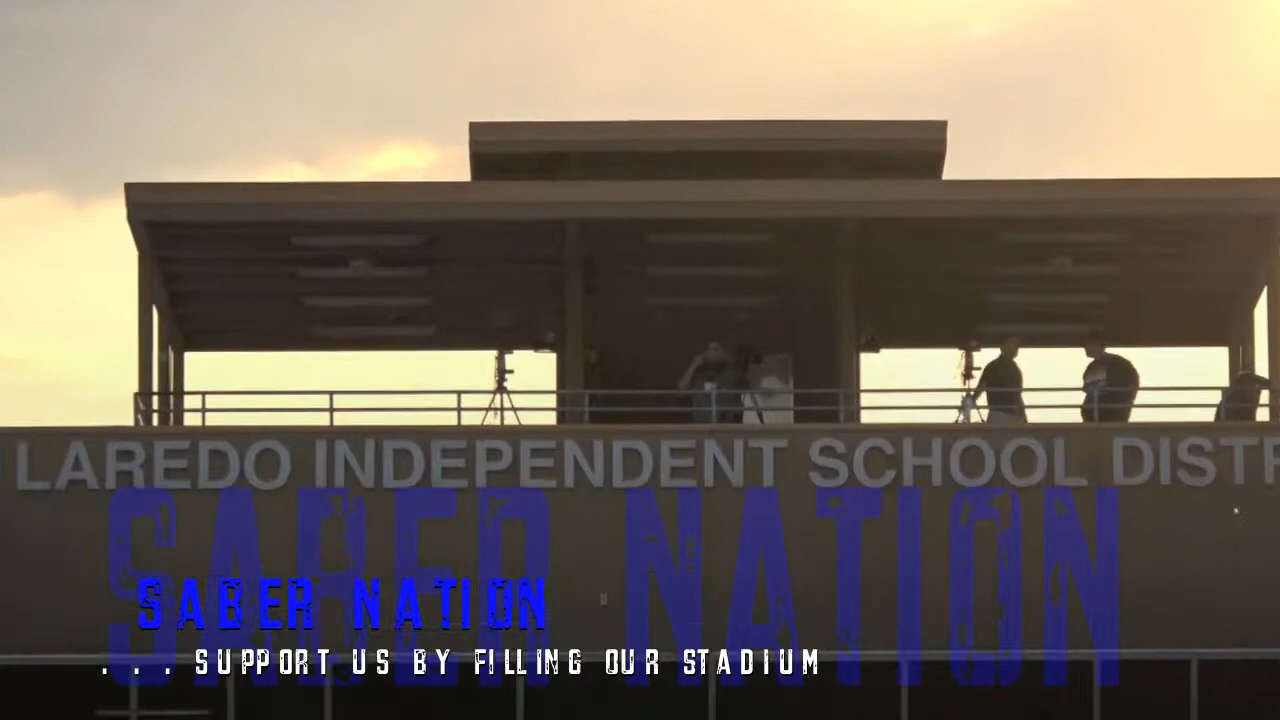 LAREDO INDEPENDENT SCHOOL DISTR
SABER NATION
SABER NATION
. . . SUPPORT US BY FILLING OUR STADIUM